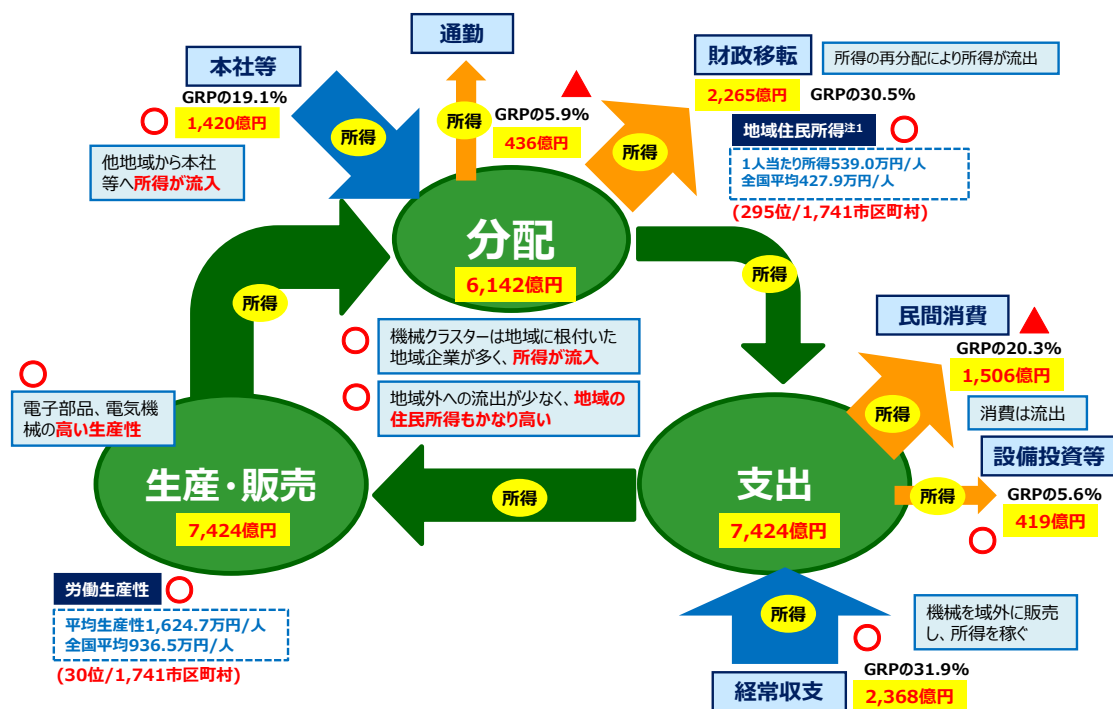 通勤
本社等
GRPの19.1%
1,420億円
他地域から本社
等へ所得が流入
所得
所得
GRPの5.9%
436億円
財政移転
所得の再分配により所得が流出
2,265億円
GRPの30.5%
所得
地域住民所得注1
1人当たり所得539.0万円/人
全国平均427.9万円/人
(295位/1,741市区町村)
分配
6,142億円
所得
所得
機械クラスターは地域に根付いた
地域企業が多く、所得が流入
地域外への流出が少なく、地域の
住民所得もかなり高い
電子部品、電気機
械の高い生産性
民間消費
GRPの20.3%
1,506億円
所得
消費は流出
設備投資等
所得
GRPの5.6%
419億円
生産・販売
7,424億円
所得
支出
7,424億円
労働生産性
平均生産性1,624.7万円/人
全国平均936.5万円/人
(30位/1,741市区町村)
所得
機械を域外に販売
し、所得を稼ぐ
経常収支
GRPの31.9%
2,368億円